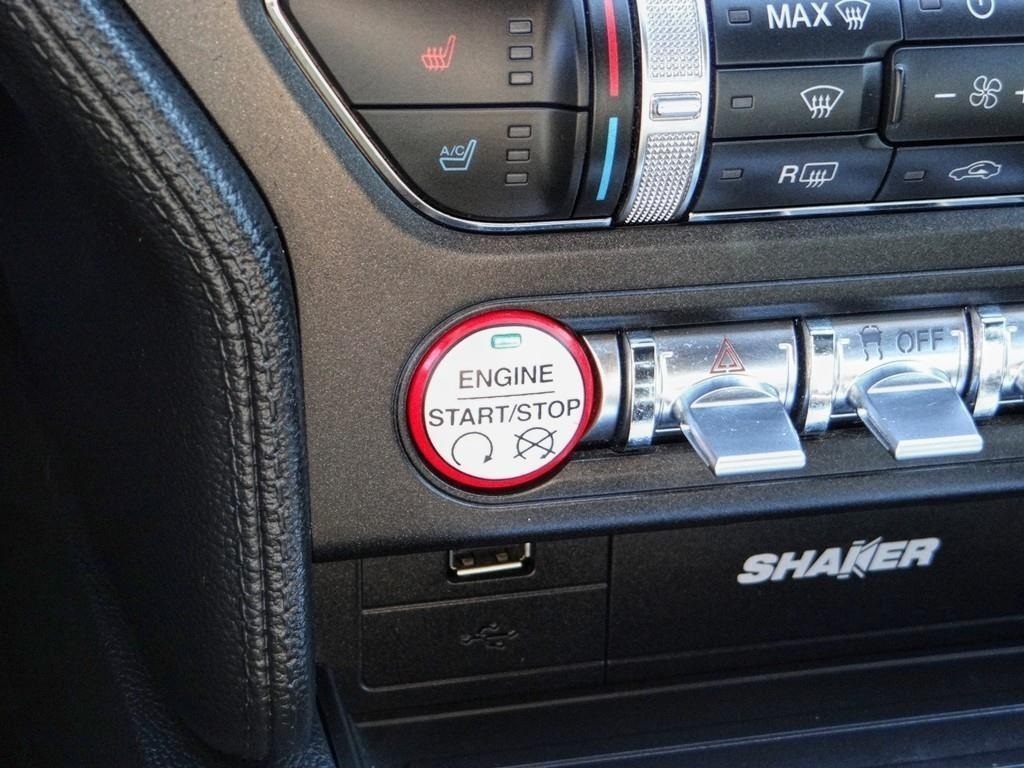 MAX
A/C
R
ENGINE
START/STOP
OFF
SHAKER